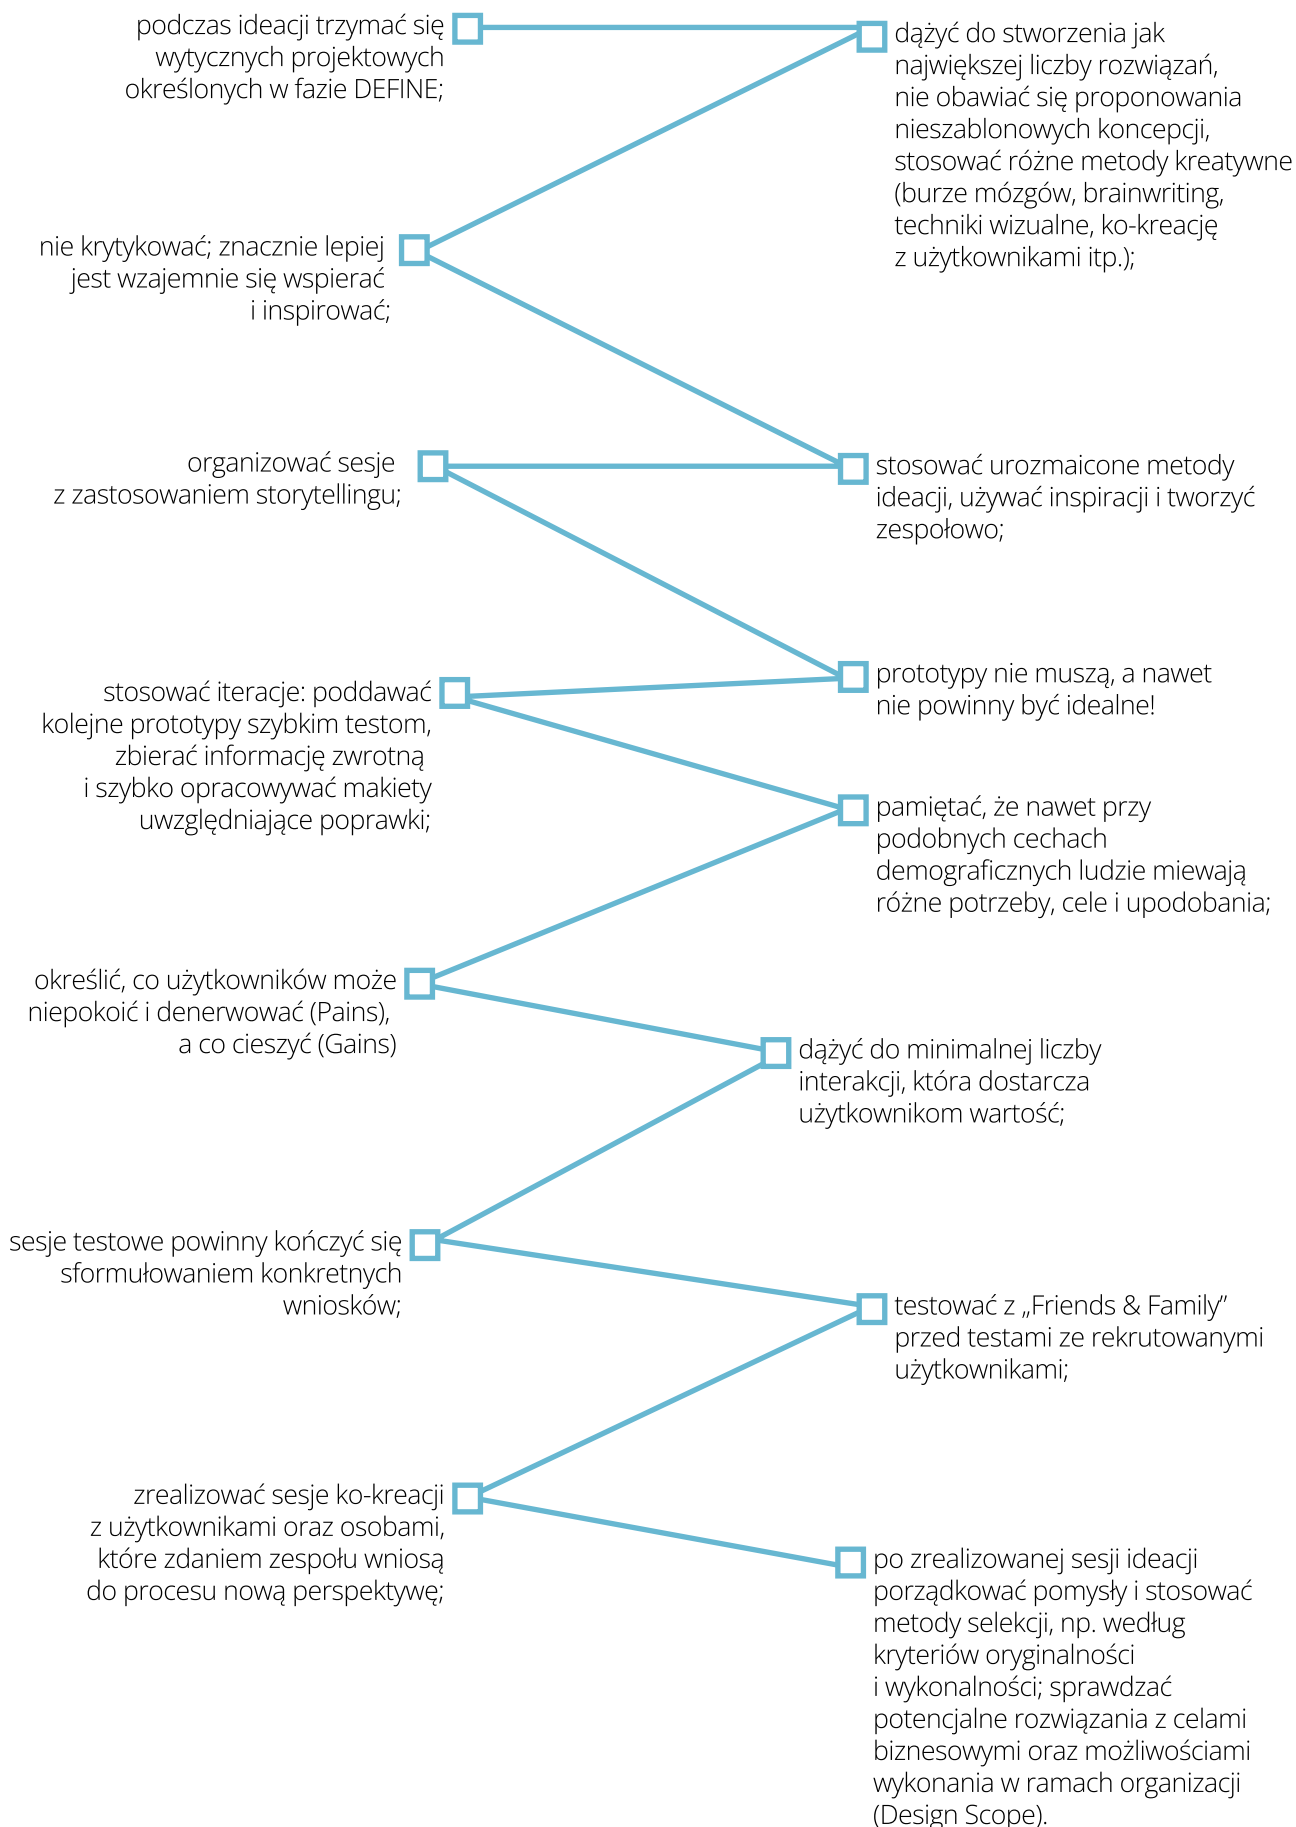 podczas ideacji trzymać się
wytycznych projektowych
określonych w fazie DEFINE;
dążyć do stworzenia jak
największej liczby rozwiązań,
nie obawiać się proponowania
nieszablonowych koncepcji,
stosować różne metody kreatywne
(burze mózgów, brainwriting,
techniki wizualne, ko-kreację
z użytkownikami itp.);
nie krytykować; znacznie lepiej
jest wzajemnie się wspierać
i inspirować;
stosować urozmaicone metody
ideacji, używać inspiracji i tworzyć
zespołowo;
organizować sesje
z zastosowaniem storytellingu;
prototypy nie muszą, a nawet
nie powinny być idealne!
stosować iteracje: poddawać
kolejne prototypy szybkim testom,
zbierać informację zwrotną
i szybko opracowywać makiety
uwzględniające poprawki;
pamiętać, że nawet przy
podobnych cechach
demograficznych ludzie miewają
różne potrzeby, cele i upodobania;
określić, co użytkowników może
niepokoić i denerwować (Pains),
a co cieszyć (Gains)
dążyć do minimalnej liczby
interakcji, która dostarcza
użytkownikom wartość;
sesje testowe powinny kończyć się
sformułowaniem konkretnych
wniosków;
testować z „Friends & Family”
przed testami ze rekrutowanymi
użytkownikami;
zrealizować sesje ko-kreacji
z użytkownikami oraz osobami,
które zdaniem zespołu wniosą
do procesu nową perspektywę;
po zrealizowanej sesji ideacji
porządkować pomysły i stosować
metody selekcji, np. według
kryteriów oryginalności
i wykonalności; sprawdzać
potencjalne rozwiązania z celami
biznesowymi oraz możliwościami
wykonania w ramach organizacji
(Design Scope).